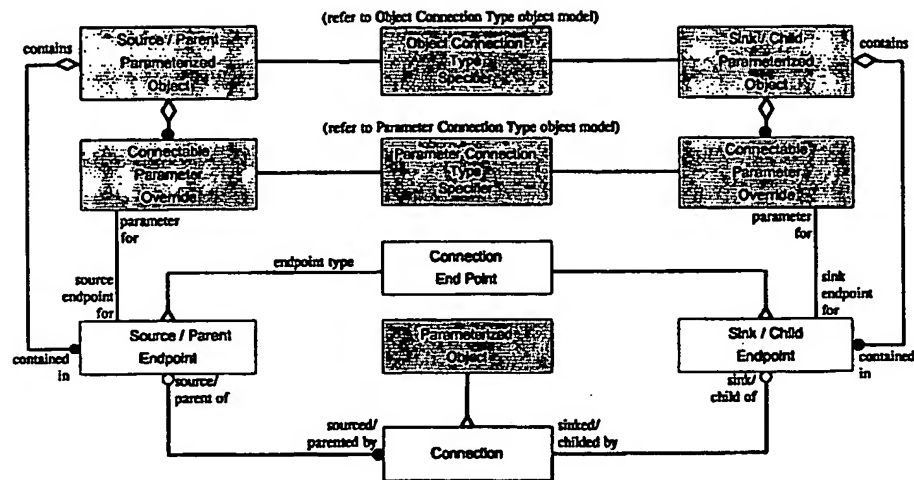 (refer to Object Connection Type object model)
contains
Source / Parent
Parameterized
Object
Object Connection
Type
Specifier
Sink / Child
Parameterized
Object
contains
(refer to Parameter Connection Type object model)
Connectable
Parameter
Override
Parameter Connection
Type
Specifier
Connectable
Parameter
Override
parameter
for
parameter
for
endpoint type
Connection
End Point
source
endpoint
for
sink
endpoint
for
Source / Parent
Endpoint
Parameterized
Object
Sink / Child
Endpoint
contained
in
contained
in
source/
parent of
sink/
child of
sourced/
parented by
Connection
sinked/
childed by